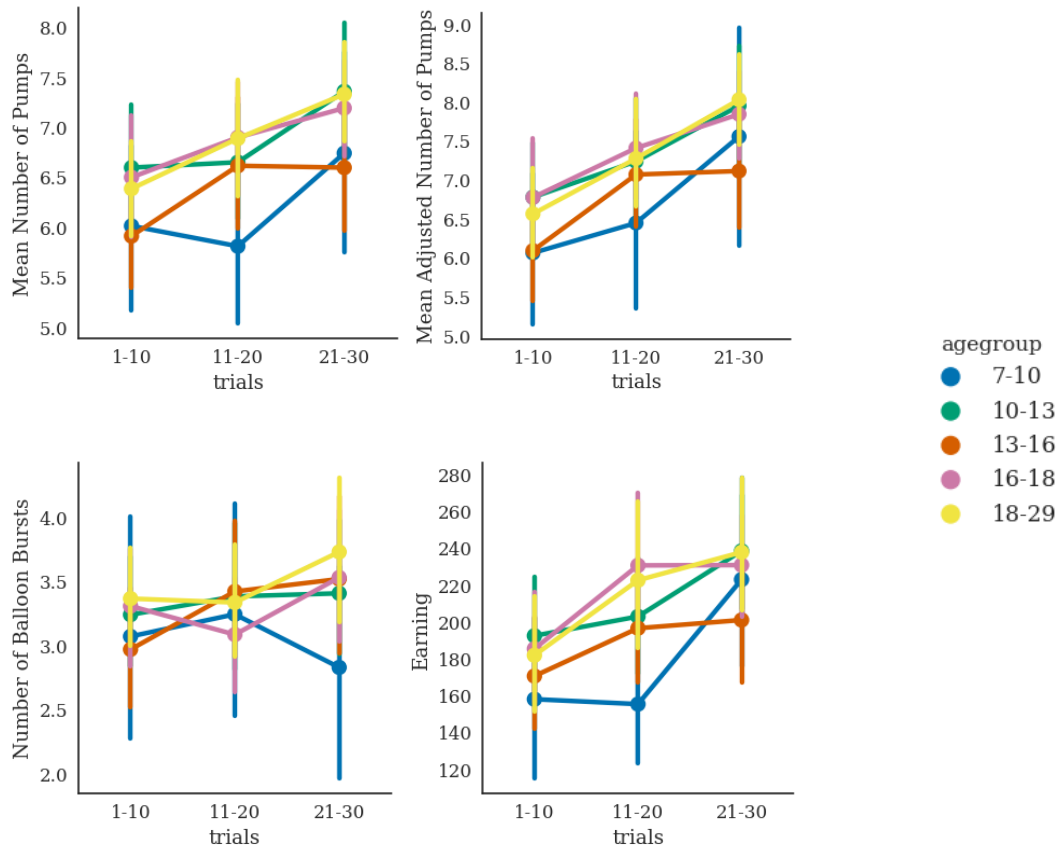 Mean Number of Pumps
8.0
7.5
7.0
6.5
6.0
5.5
5.0
1-10 11-20 21-30
trials
Mean Adjusted Number of Pumps
9.0
8.5
8.0
7.5
7.0
6.5
6.0
5.5
5.0
1-10 11-20 21-30
trials
agegroup
7-10
10-13
13-16
16-18
18-29
Number of Balloon Bursts
4.0
3.5
3.0
2.5
2.0
1-10 11-20 21-30
trials
Earning
280
260
240
220
200
180
160
140
120
1-10 11-20 21-30
trials